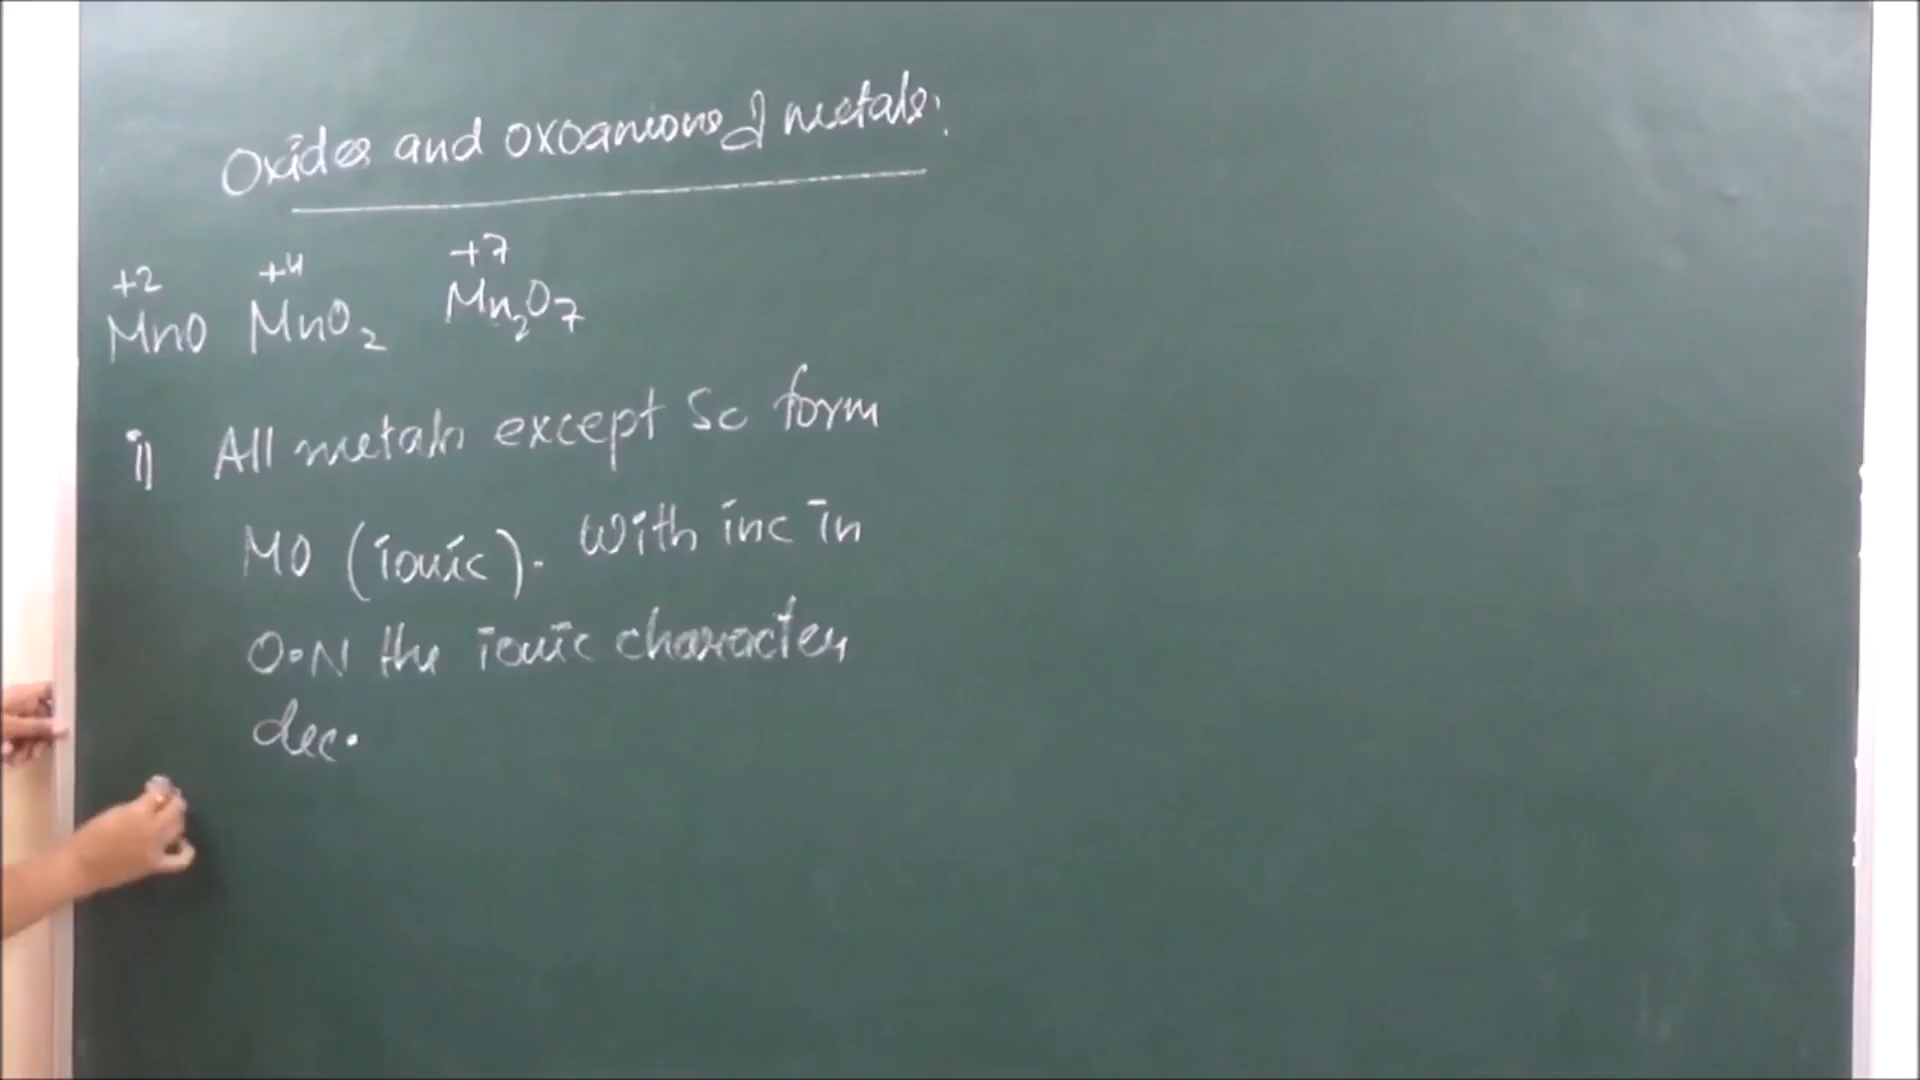 Oxides and oxoanions of metals.
+2 +4 +7
MnO MnO2 Mn2O7
i) All metals except Sc form
MO (ionic). With inc in
O.N the ionic character
dec.